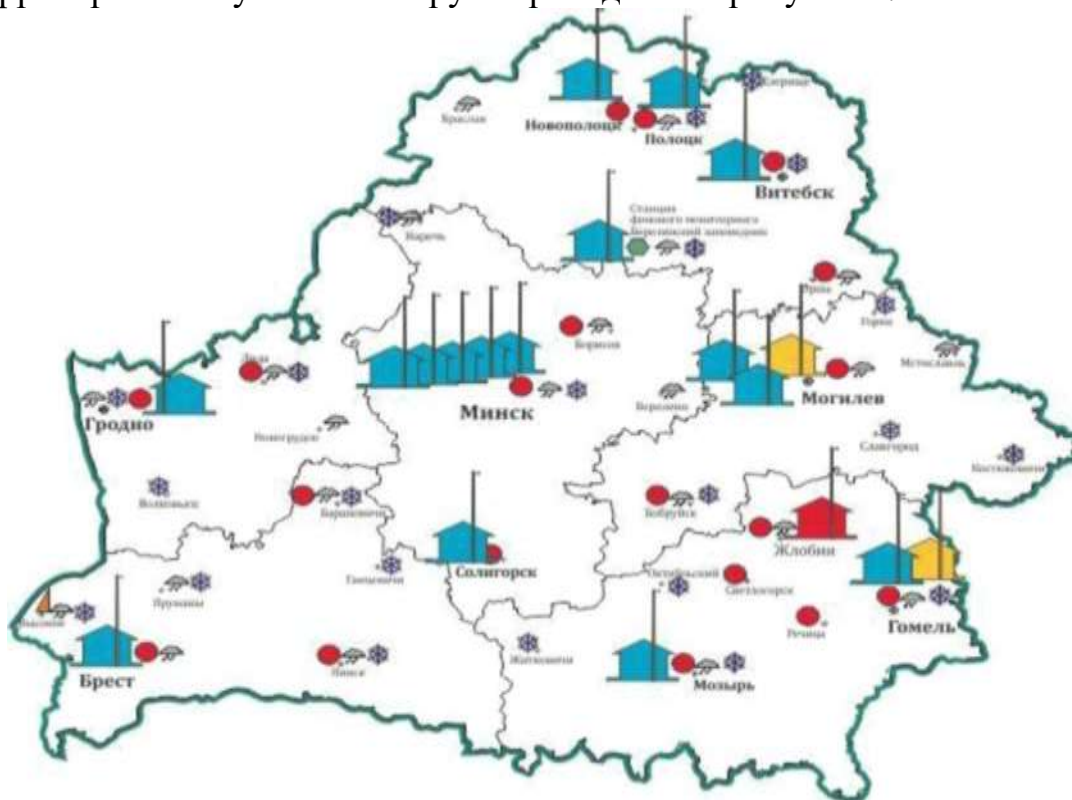 Езерище
Браслав
Новополоцк
Полоцк
Витебск
Станция
фонового мониторинга
Березинский заповедник
Нарочь
Орша
Горки
Борисов
Мстиславль
Лида
Минск
Березино
Могилев
Гродно
Новогрудок
Славгород
Костюковичи
Волковыск
Барановичи
Бобруйск
Жлобин
Солигорск
Ганцевичи
Октябрьский
Светлогорск
Пружаны
Высокое
Речица
Гомель
Житковичи
Пинск
Мозырь
Брест